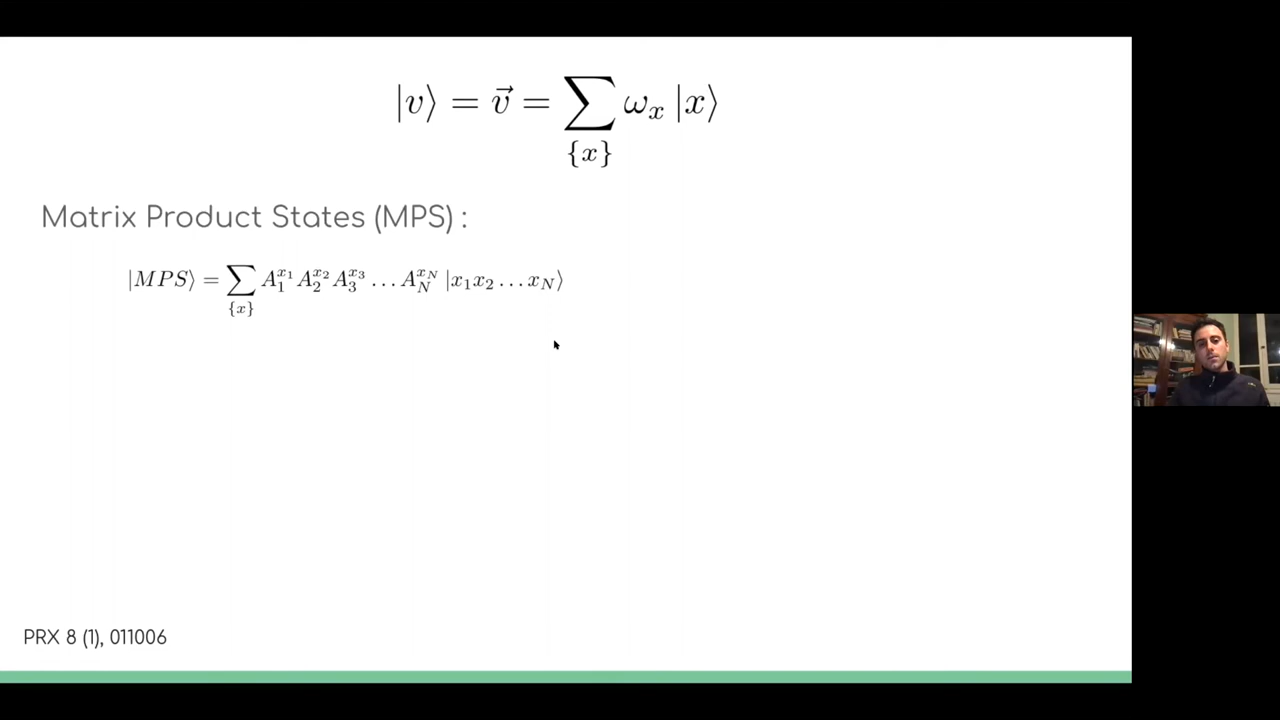 |v⟩ = v⃗ = ∑_{{x}} ω_x |x⟩
Matrix Product States (MPS) :
|MPS⟩ = ∑_{{x}} A_1^{x_1} A_2^{x_2} A_3^{x_3} … A_N^{x_N} |x_1 x_2 … x_N⟩
PRX 8 (1), 011006